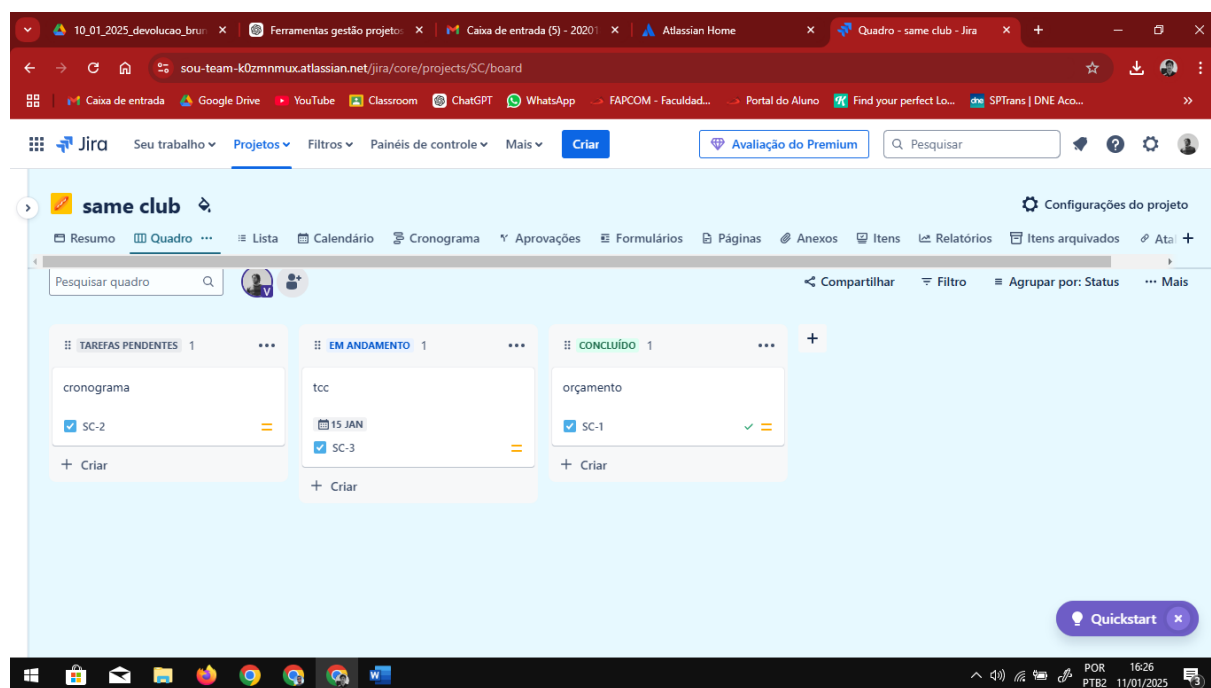 10_01_2025_devolucao_brun
Ferramentas gestão projetos
Caixa de entrada (5) - 20201
Atlassian Home
Quadro - same club - Jira
sou-team-k0zmnmux.atlassian.net/jira/core/projects/SC/board
Caixa de entrada
Google Drive
YouTube
Classroom
ChatGPT
WhatsApp
FAPCOM - Faculdad...
Portal do Aluno
Find your perfect Lo...
dne
SPTrans | DNE Aco...
Jira
Seu trabalho
Projetos
Filtros
Painéis de controle
Mais
Criar
Avaliação do Premium
Pesquisar
same club
Configurações do projeto
Resumo
Quadro
Lista
Calendário
Cronograma
Aprovações
Formulários
Páginas
Anexos
Itens
Relatórios
Itens arquivados
Ata
Pesquisar quadro
V
Compartilhar
Filtro
Agrupar por: Status
Mais
TAREFAS PENDENTES 1
cronograma
SC-2
+ Criar
EM ANDAMENTO 1
tcc
15 JAN
SC-3
+ Criar
CONCLUÍDO 1
orçamento
SC-1
+ Criar
Quickstart
POR
PTB2
16:26
11/01/2025
3